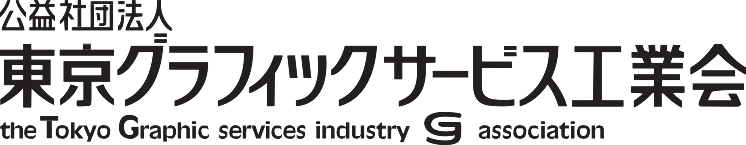 公益社団法人
東京グラフィックサービス工業会
the Tokyo Graphic services industry G association